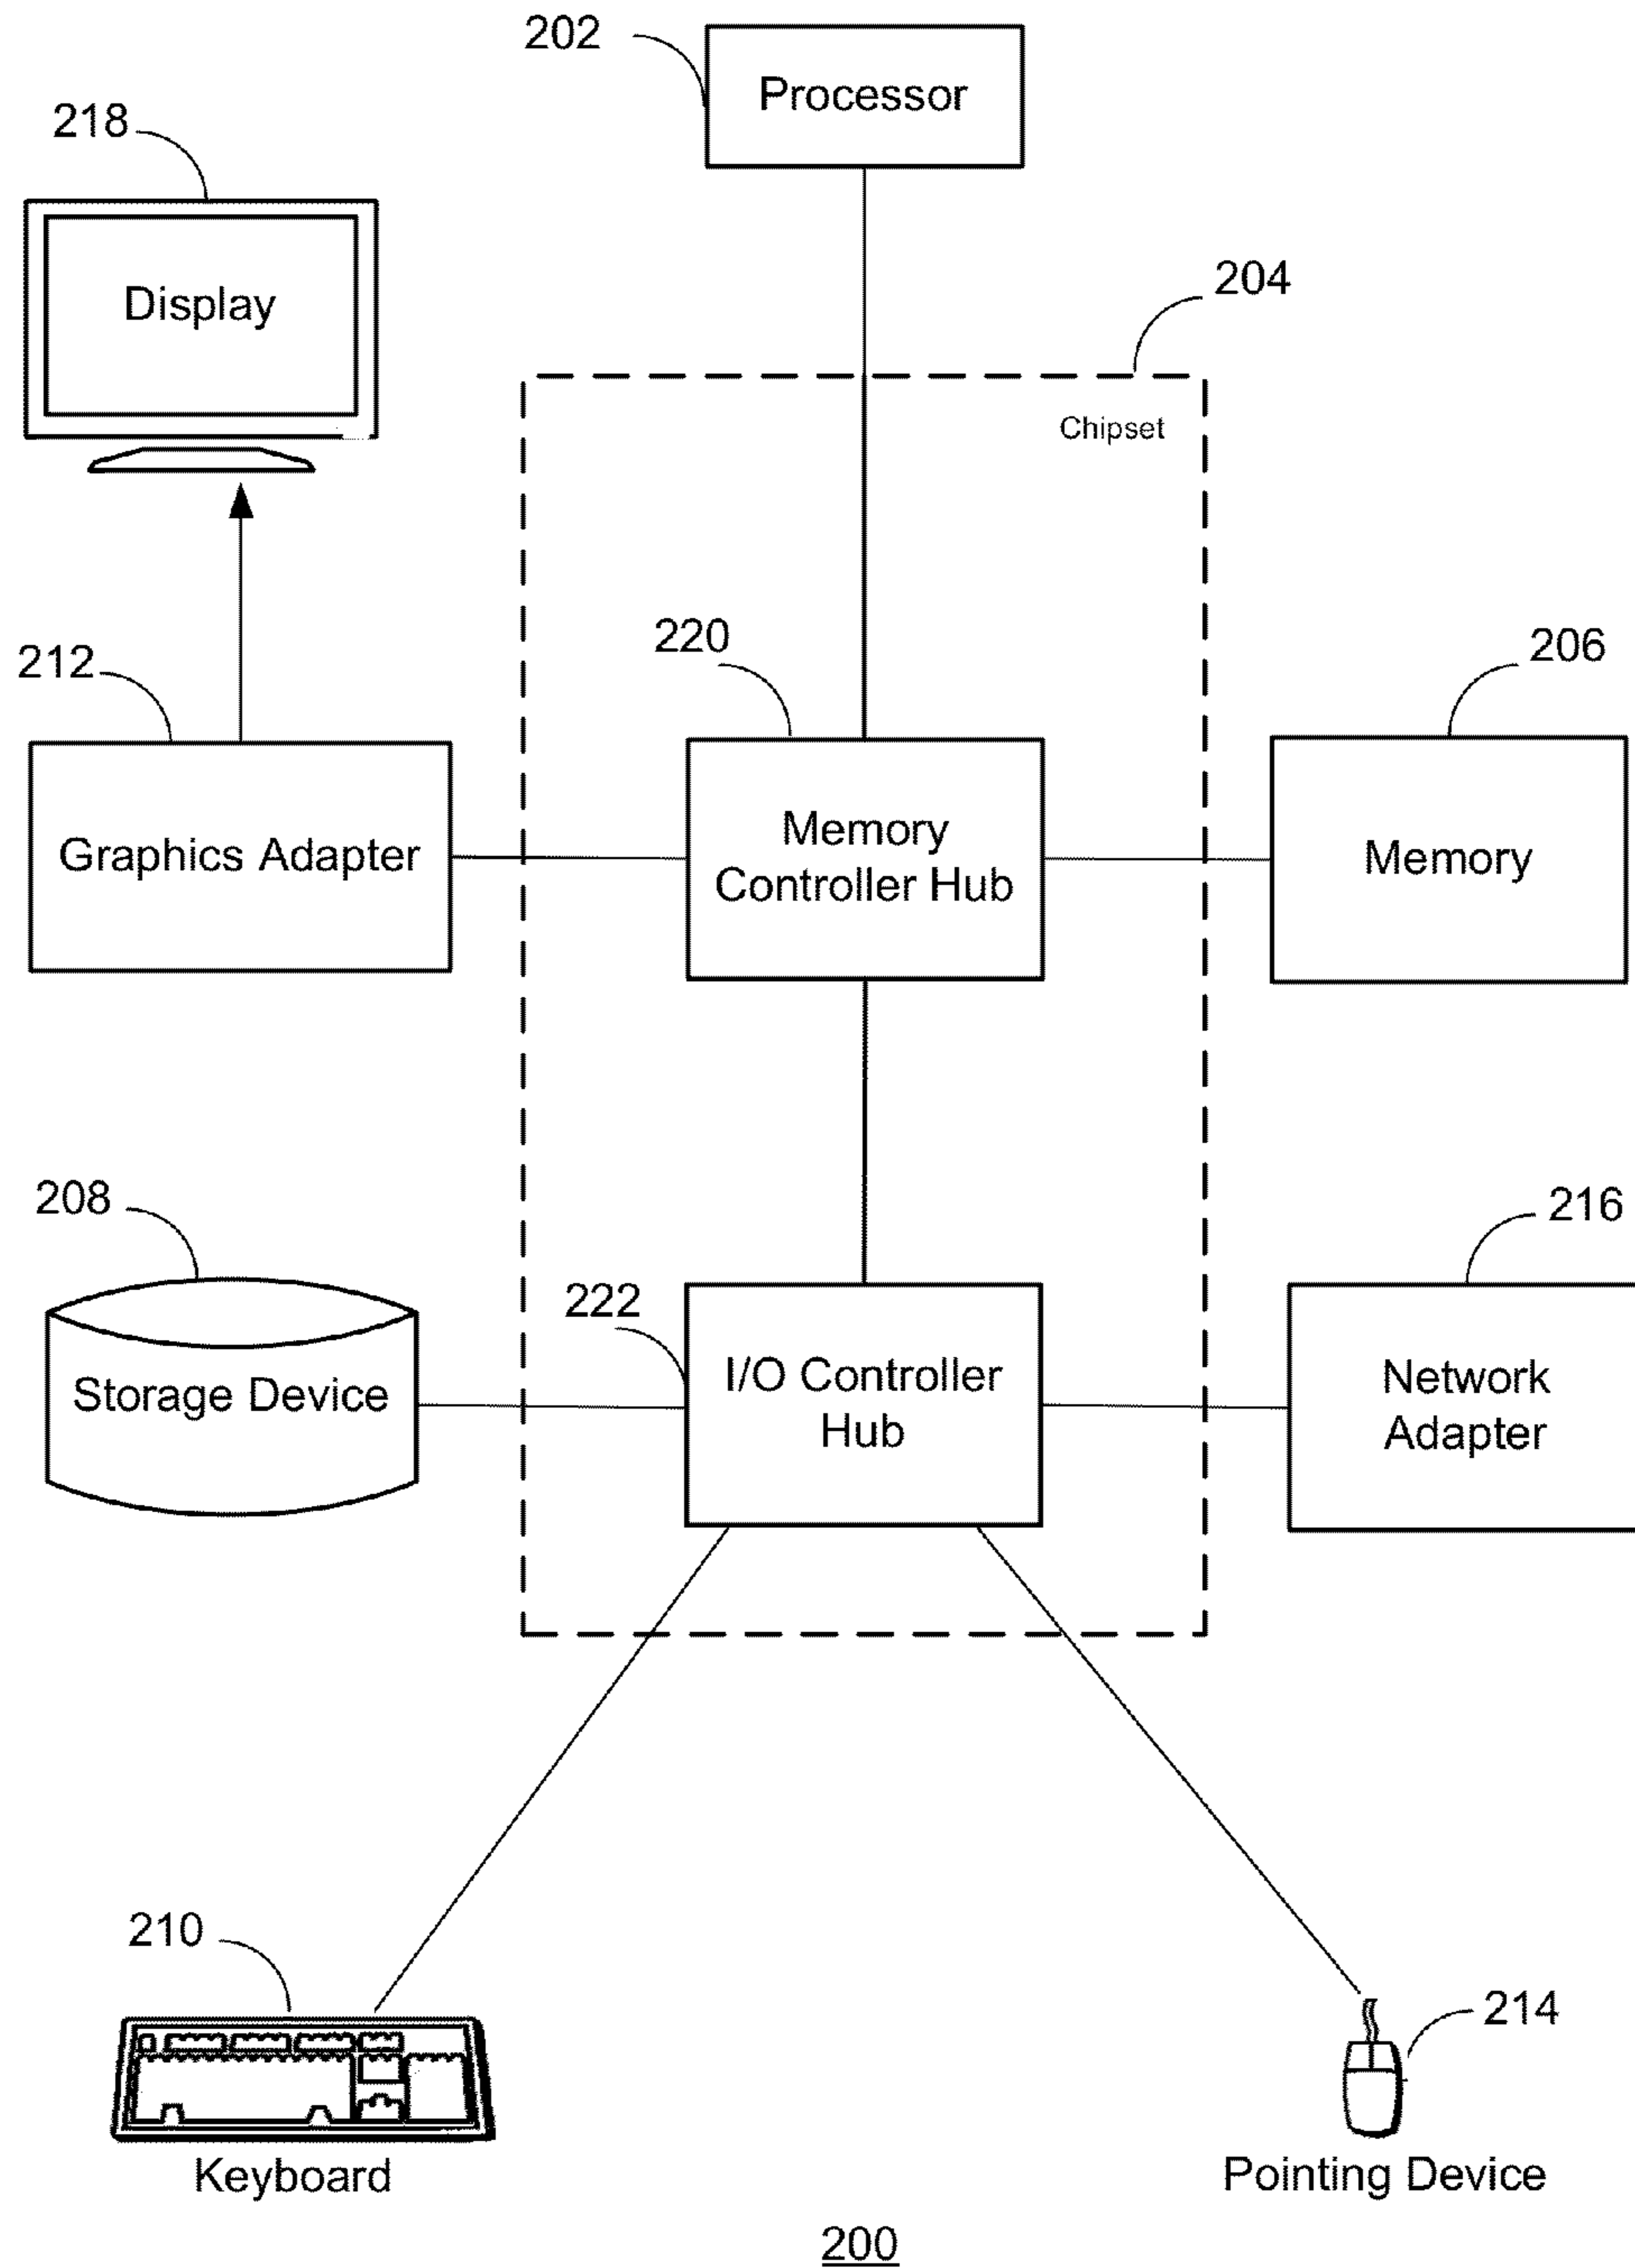 202
Processor
218
Display
204
Chipset
220
206
212
Memory
Controller Hub
Graphics Adapter
Memory
208
216
222
I/O Controller
Hub
Storage Device
Network
Adapter
210
214
Keyboard
Pointing Device
200